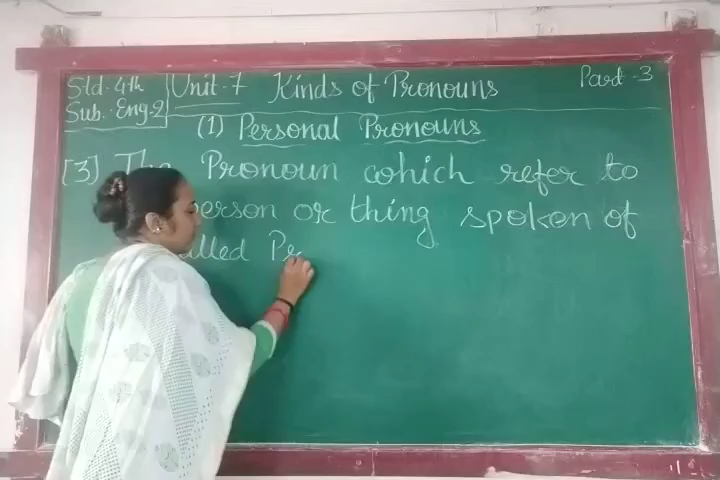 Std. 4th
Sub. Eng-2
Unit-7 Kinds of Pronouns
Part-3
(1) Personal Pronouns
[3] The Pronoun which refer to
person or thing spoken of